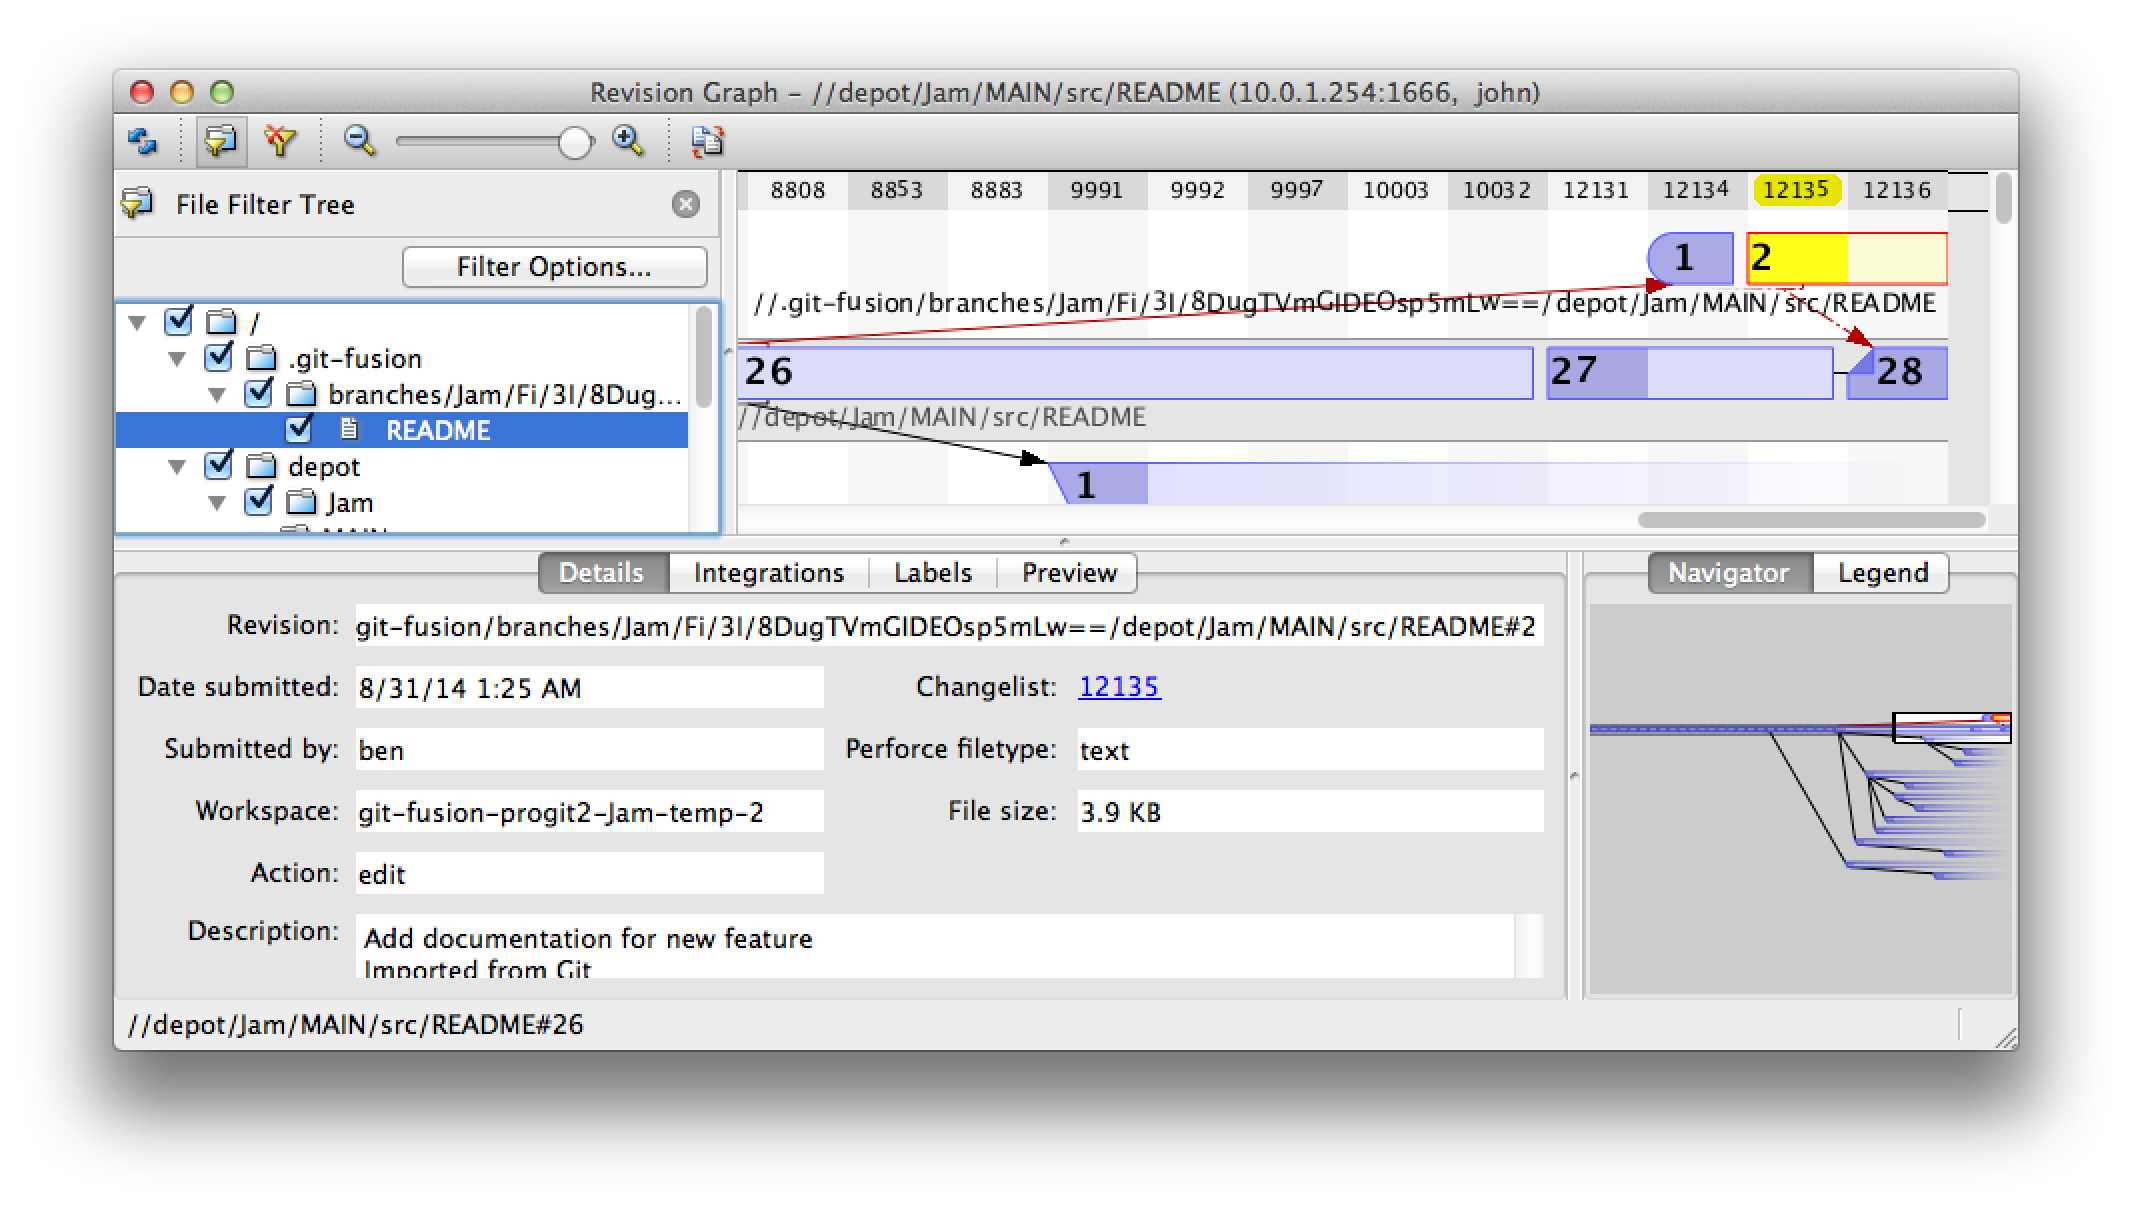 Revision Graph – //depot/Jam/MAIN/src/README (10.0.1.254:1666,  john)
File Filter Tree
Filter Options...
/
.git-fusion
branches/Jam/Fi/3I/8Dug...
README
depot
Jam
MAIN
8808 8853 8883 9991 9992 9997 10003 10032 12131 12134 12135 12136
1 2
//.git-fusion/branches/Jam/Fi/3I/8DugTVmGIDEOsp5mLw==/depot/Jam/MAIN/src/README
26 27 28
//depot/Jam/MAIN/src/README
1
Details Integrations Labels Preview
Revision: git-fusion/branches/Jam/Fi/3I/8DugTVmGIDEOsp5mLw==/depot/Jam/MAIN/src/README#2
Date submitted: 8/31/14 1:25 AM Changelist: 12135
Submitted by: ben Perforce filetype: text
Workspace: git-fusion-progit2-Jam-temp-2 File size: 3.9 KB
Action: edit
Description: Add documentation for new feature
Imported from Git
Navigator Legend
//depot/Jam/MAIN/src/README#26